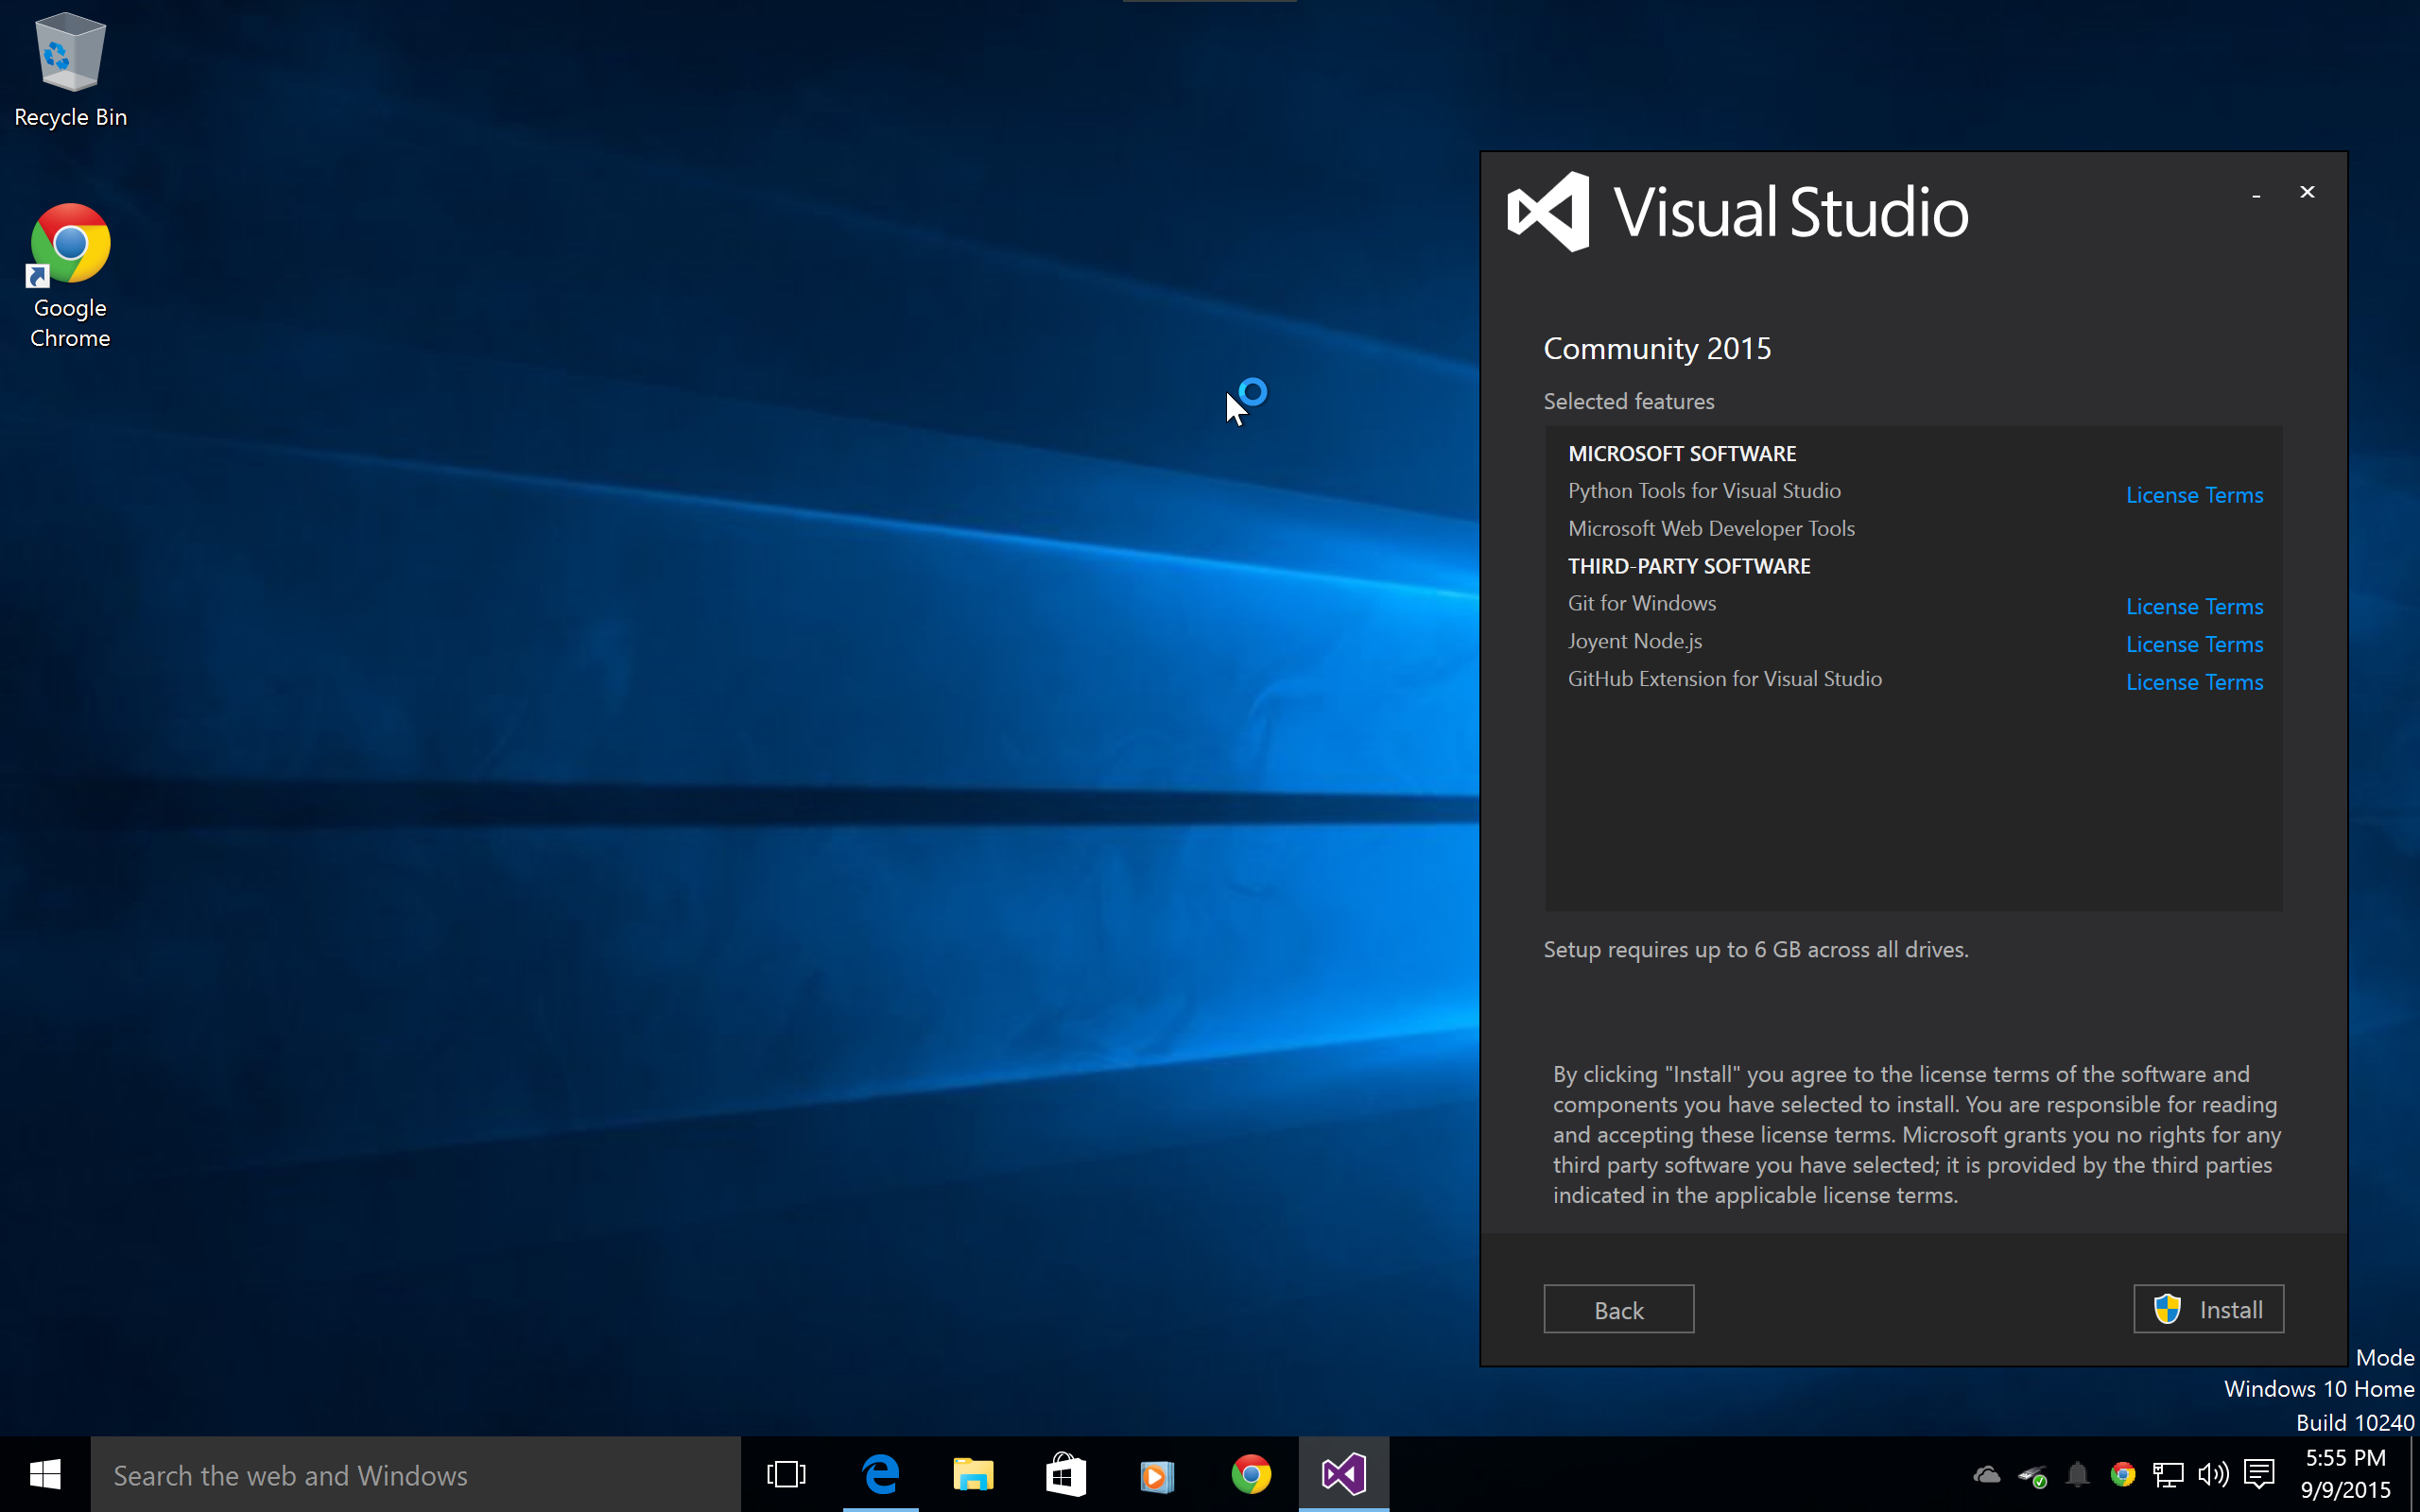 Recycle Bin
Google
Chrome
Visual Studio
Community 2015
Selected features
MICROSOFT SOFTWARE
Python Tools for Visual Studio
License Terms
Microsoft Web Developer Tools
THIRD-PARTY SOFTWARE
Git for Windows
License Terms
Joyent Node.js
License Terms
GitHub Extension for Visual Studio
License Terms
Setup requires up to 6 GB across all drives.
By clicking "Install" you agree to the license terms of the software and
components you have selected to install. You are responsible for reading
and accepting these license terms. Microsoft grants you no rights for any
third party software you have selected; it is provided by the third parties
indicated in the applicable license terms.
Back
Install
Mode
Windows 10 Home
Build 10240
Search the web and Windows
5:55 PM
9/9/2015